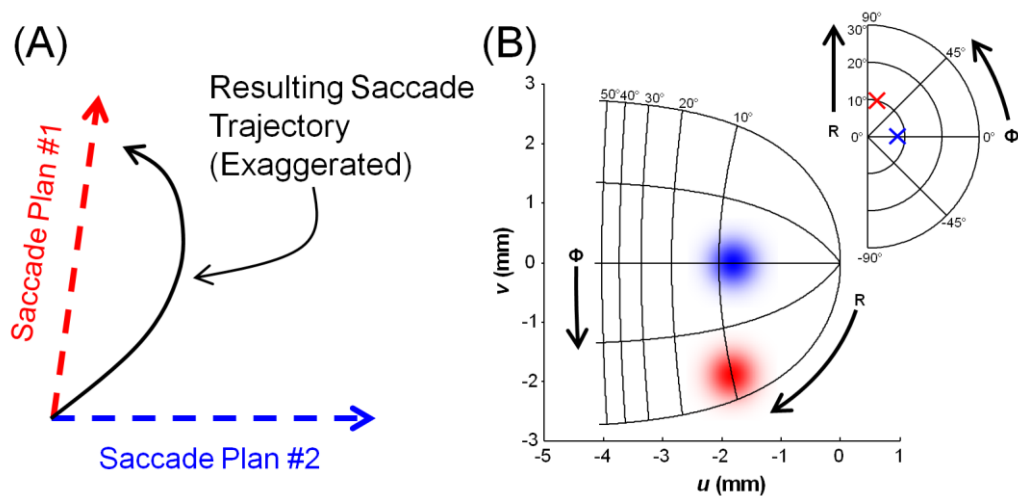 (A)
Saccade Plan #1
Resulting Saccade
Trajectory
(Exaggerated)
Saccade Plan #2
(B)
3
2
1
0
-1
-2
-3
v (mm)
-5
-4
-3
-2
-1
0
1
u (mm)
50°
40°
30°
20°
10°
Φ
R
90°
30°
20°
10°
0°
R
45°
0°
Φ
-45°
-90°